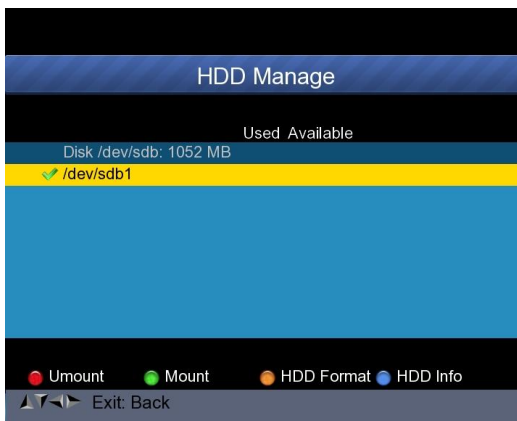 HDD Manage
Used Available
Disk /dev/sdb: 1052 MB
/dev/sdb1
Umount Mount HDD Format HDD Info
Exit: Back